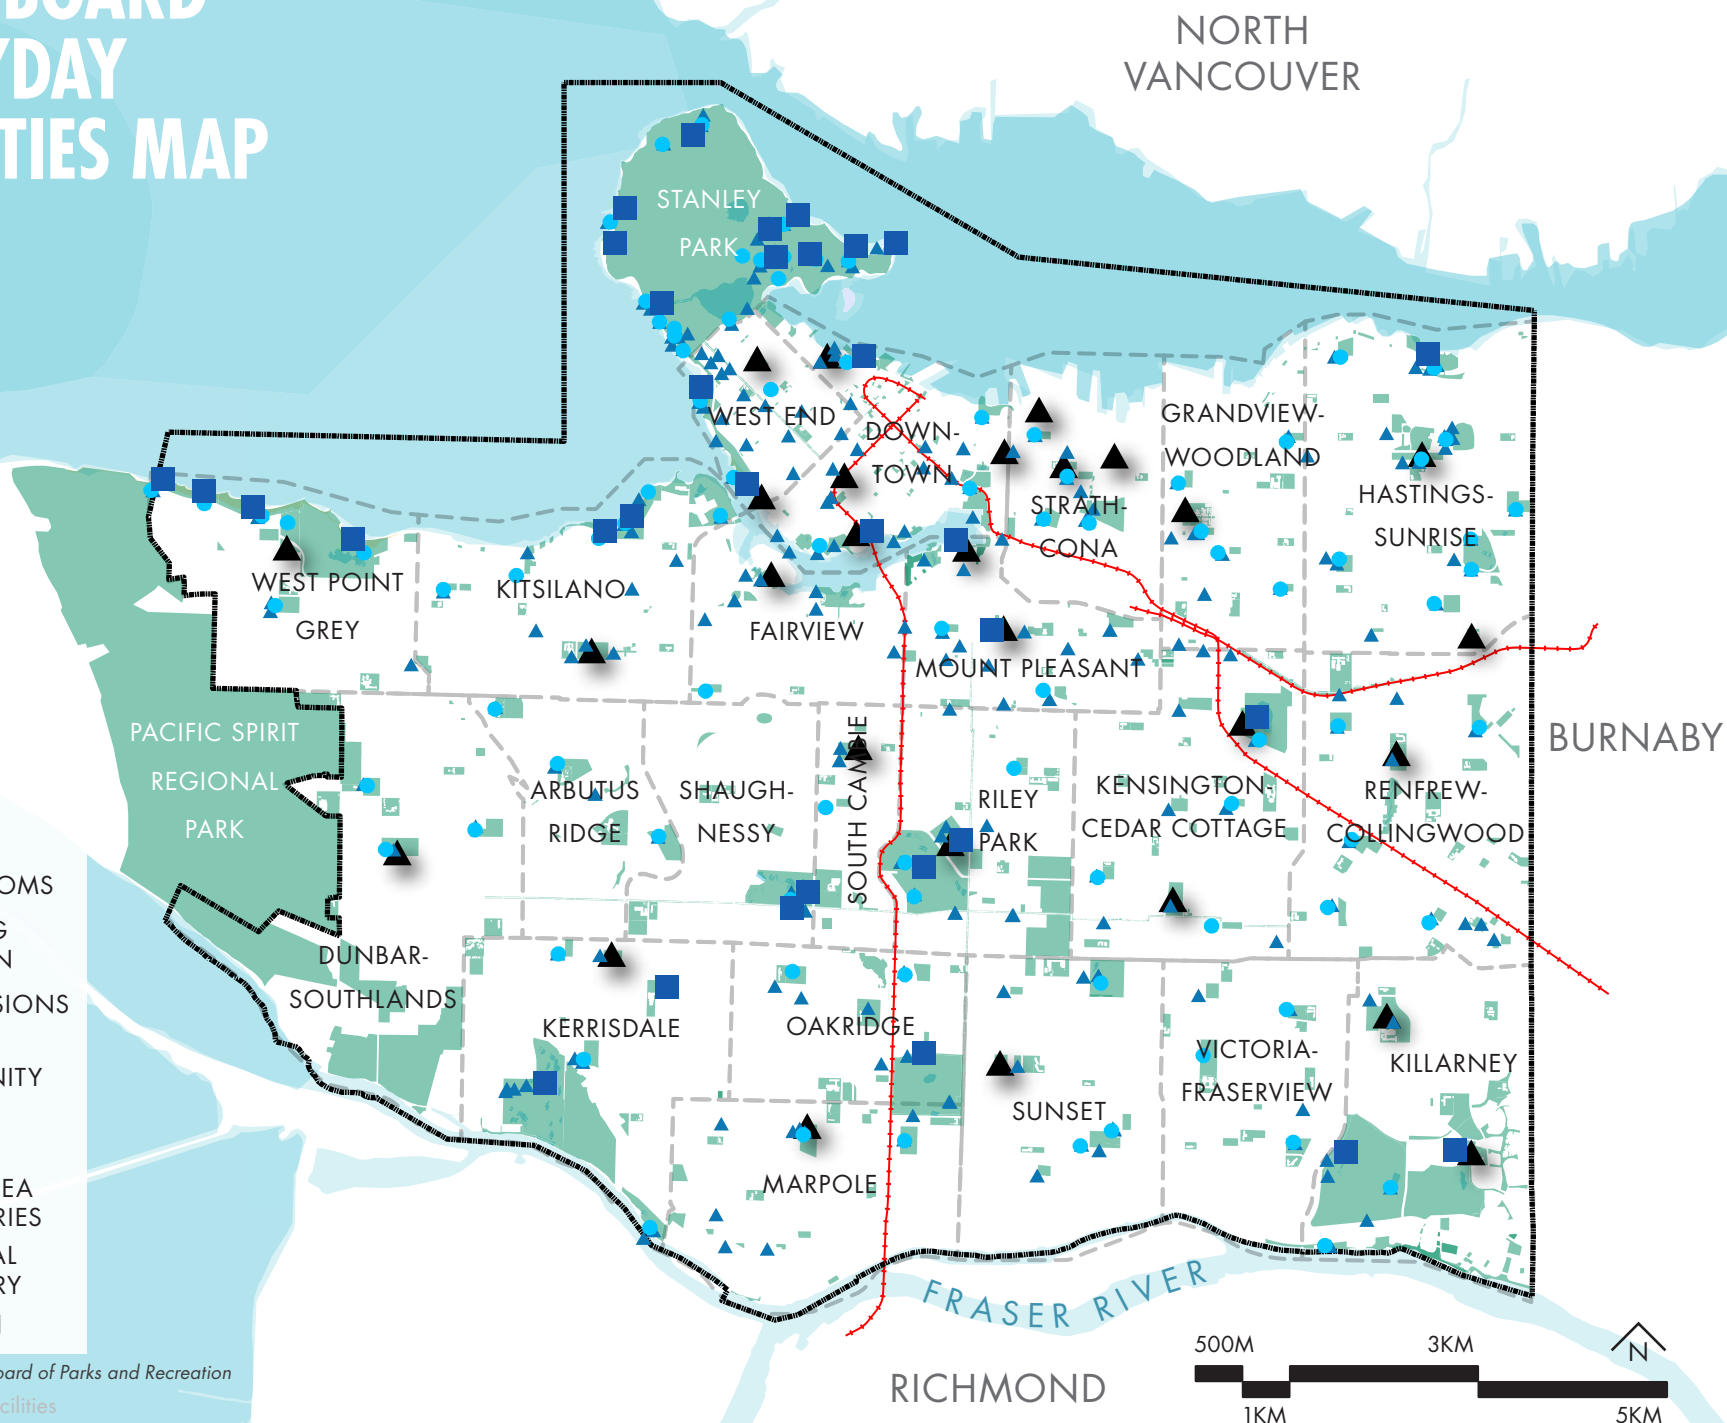 BOARD
YDAY
TIES MAP
NORTH
VANCOUVER
STANLEY
PARK
WEST END
DOWN-
TOWN
GRANDVIEW-
WOODLAND
HASTINGS-
SUNRISE
STRATH-
CONA
WEST POINT
GREY
KITSILANO
FAIRVIEW
MOUNT PLEASANT
PACIFIC SPIRIT
REGIONAL
PARK
ARBUTUS
RIDGE
SHAUGH-
NESSY
SOUTH CAMBIE
RILEY
PARK
KENSINGTON-
CEDAR COTTAGE
RENFREW-
COLLINGWOOD
BURNABY
DUNBAR-
SOUTHLANDS
KERRISDALE
OAKRIDGE
VICTORIA-
FRASERVIEW
KILLARNEY
SUNSET
MARPOLE
OMS
G
N
SIONS
NITY
EA
RIES
AL
RY
oard of Parks and Recreation
cilities
FRASER RIVER
RICHMOND
500M
3KM
1KM
5KM
N